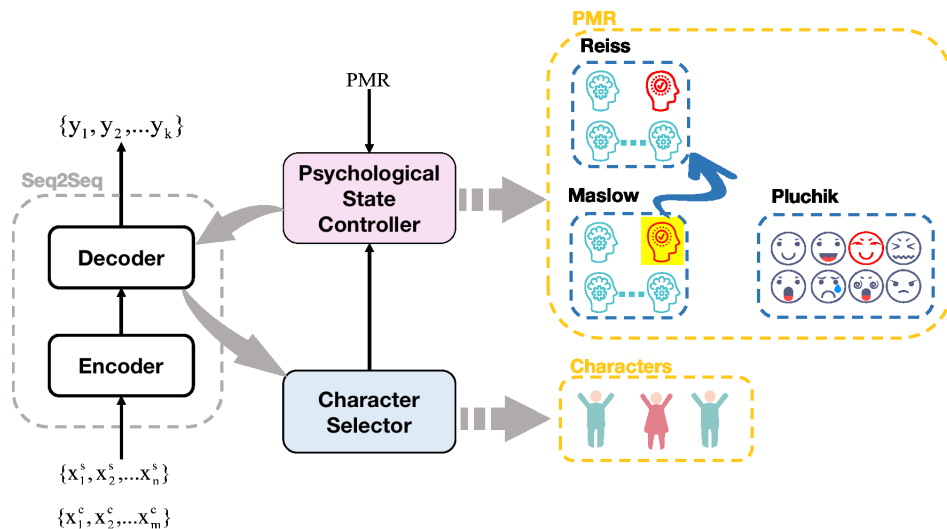 PMR
Reiss
PMR
{y₁, y₂,...yₖ}
Seq2Seq
Psychological
State
Controller
Maslow
Pluchik
Decoder
Encoder
Characters
Character
Selector
{x₁ˢ, x₂ˢ,...xₙˢ}
{x₁ᶜ, x₂ᶜ,...xₘᶜ}